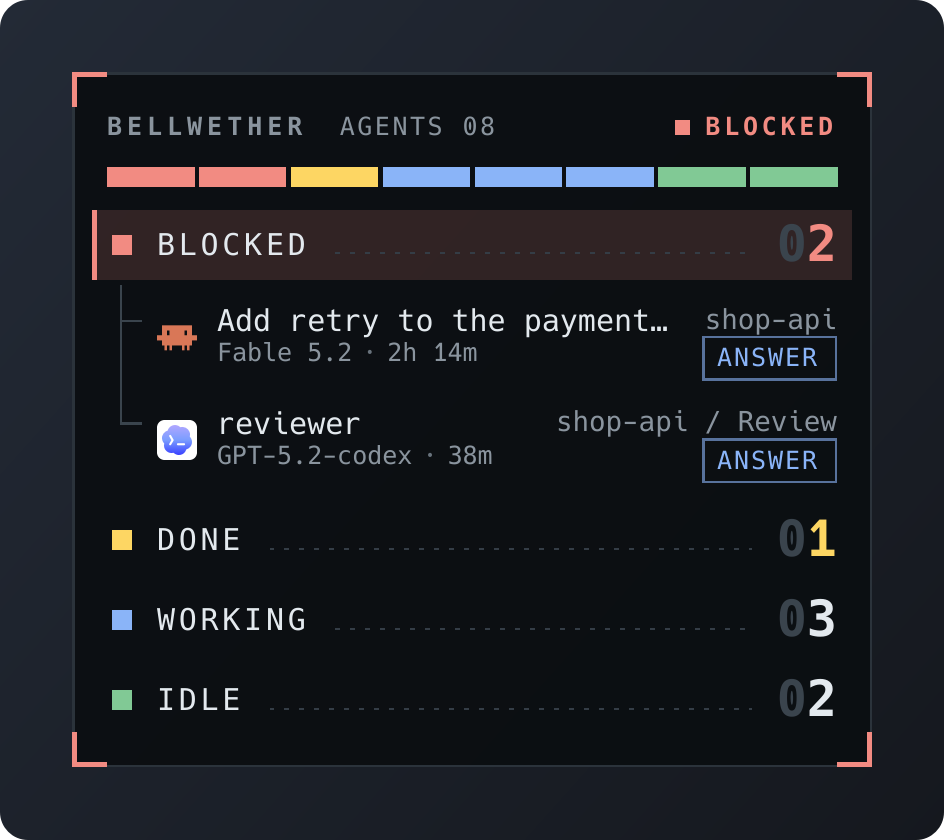 BELLWETHER AGENTS 08 BLOCKED
BLOCKED 02
Add retry to the payment… shop-api
Fable 5.2 · 2h 14m ANSWER
reviewer shop-api / Review
GPT-5.2-codex · 38m ANSWER
DONE 01
WORKING 03
IDLE 02